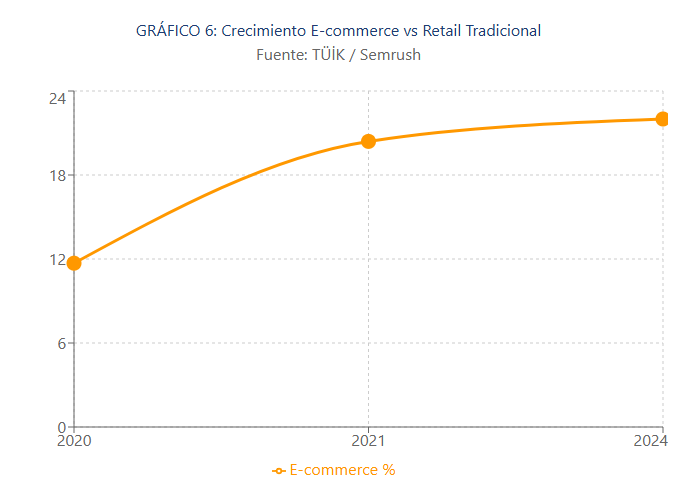 GRÁFICO 6: Crecimiento E-commerce vs Retail Tradicional
Fuente: TÜİK / Semrush
24
18
12
6
0
2020 2021 2024
E-commerce %